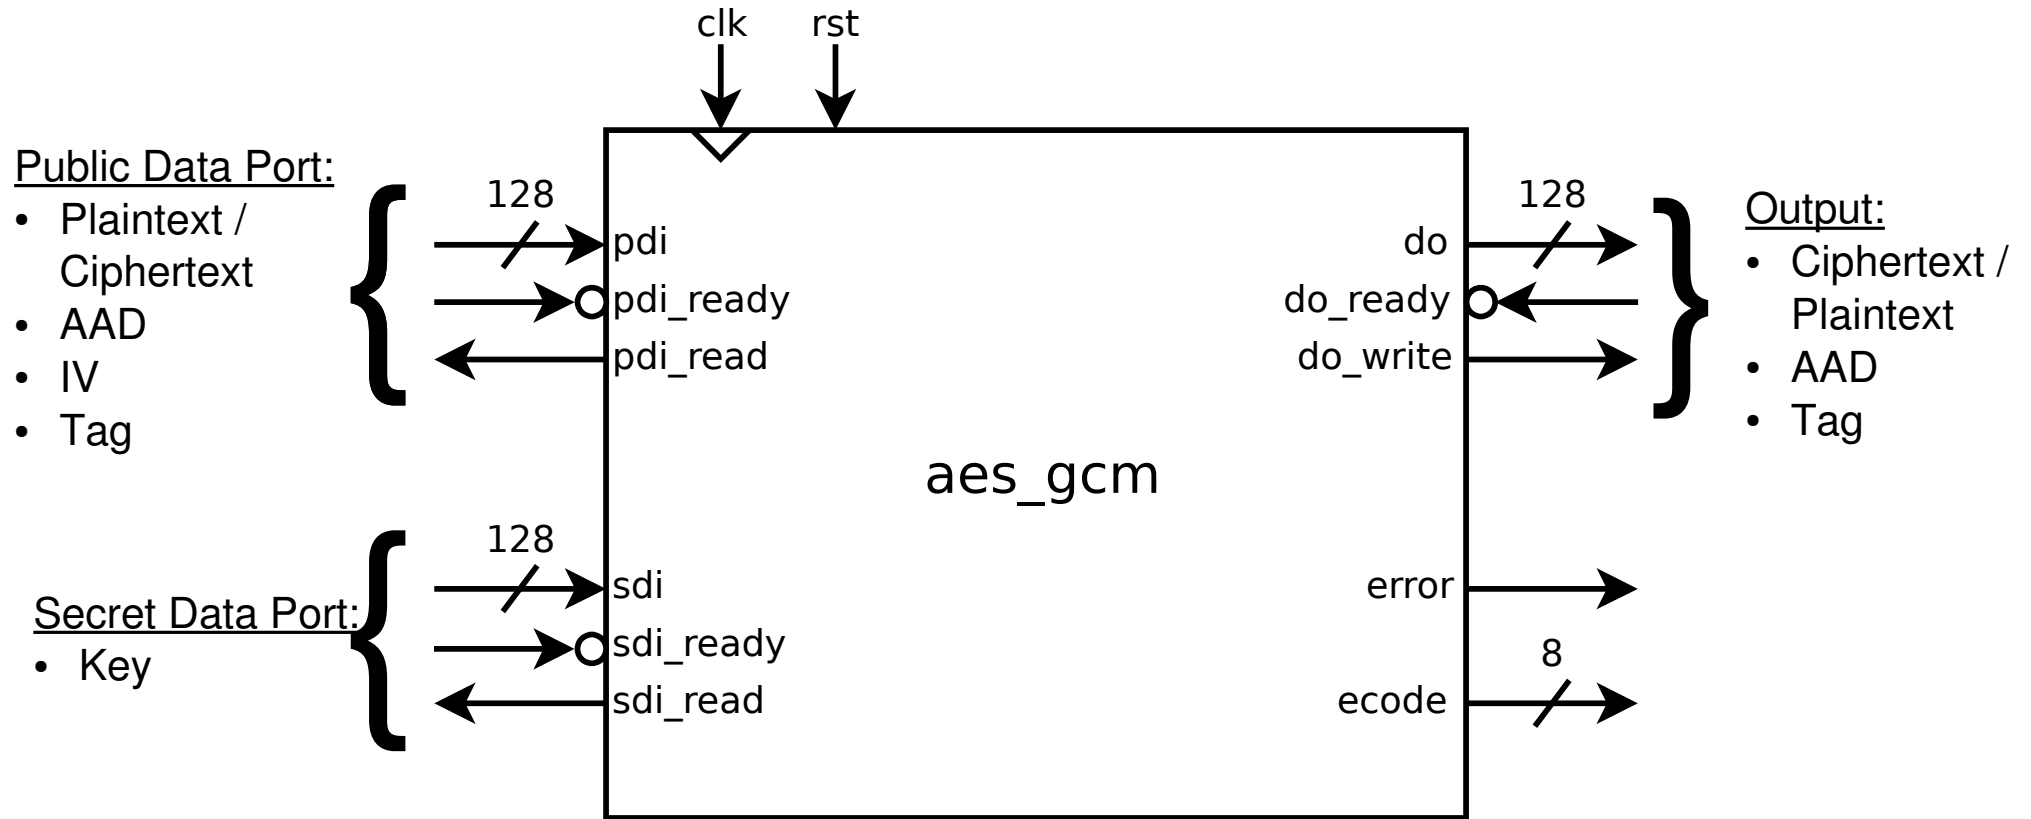 clk
rst
Public Data Port:
• Plaintext /
Ciphertext
• AAD
• IV
• Tag
128
pdi
pdi_ready
pdi_read
Secret Data Port:
• Key
128
sdi
sdi_ready
sdi_read
aes_gcm
128
do
do_ready
do_write
error
8
ecode
Output:
• Ciphertext /
Plaintext
• AAD
• Tag